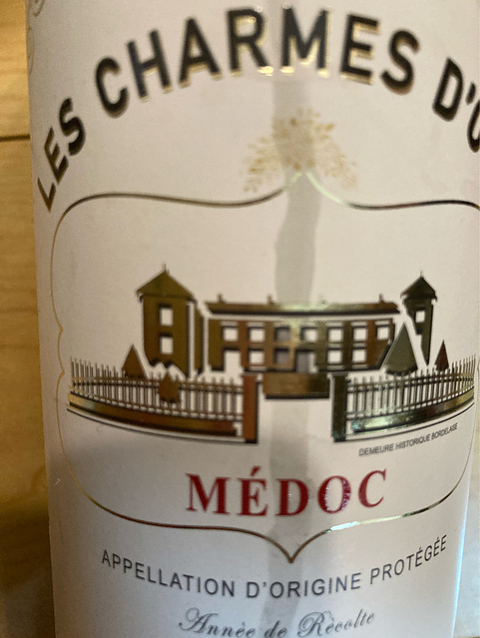 LES CHARMES D'
DEMEURE HISTORIQUE BORDELAISE
MÉDOC
APPELLATION D'ORIGINE PROTÉGÉE
Année de Récolte